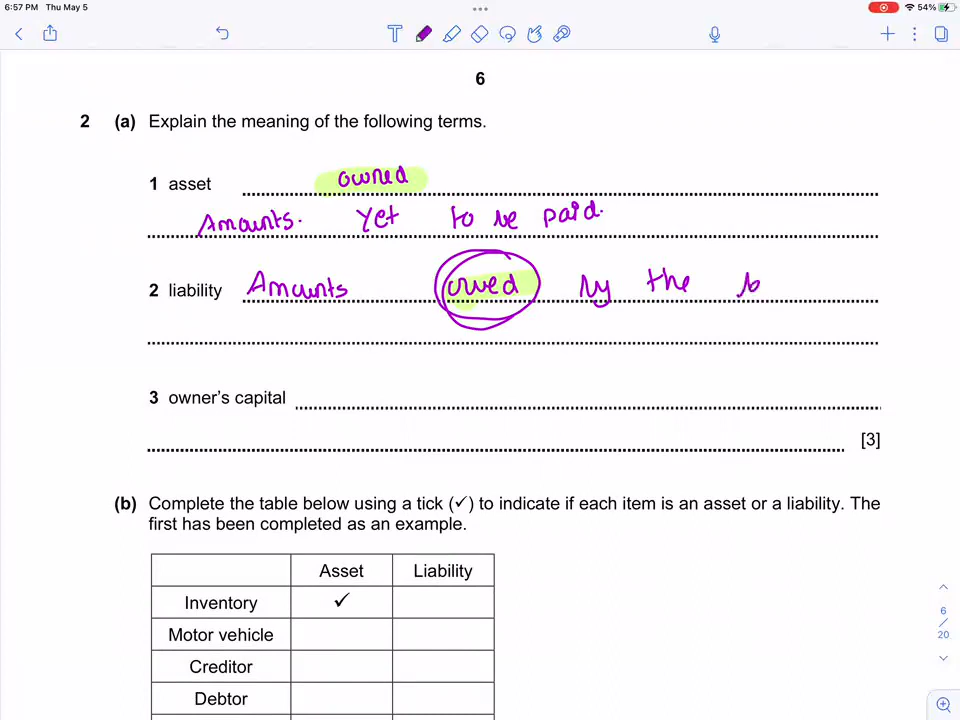 6:57 PM Thu May 5
54%
6
2 (a) Explain the meaning of the following terms.
1 asset owned
Amounts. Yet to be paid.
2 liability Amounts owed by the b
3 owner's capital
[3]
(b) Complete the table below using a tick (✓) to indicate if each item is an asset or a liability. The
first has been completed as an example.
Asset Liability
Inventory ✓
Motor vehicle
Creditor
Debtor
6
/
20